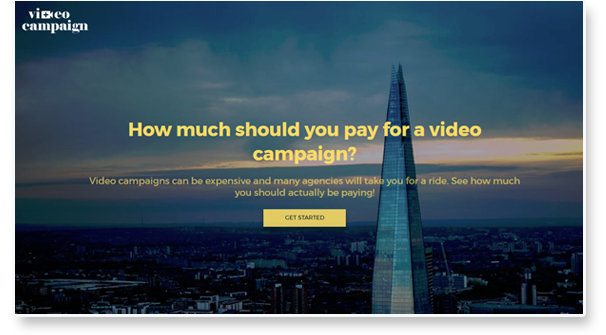 video
campaign
How much should you pay for a video
campaign?
Video campaigns can be expensive and many agencies will take you for a ride. See how much
you should actually be paying!
GET STARTED